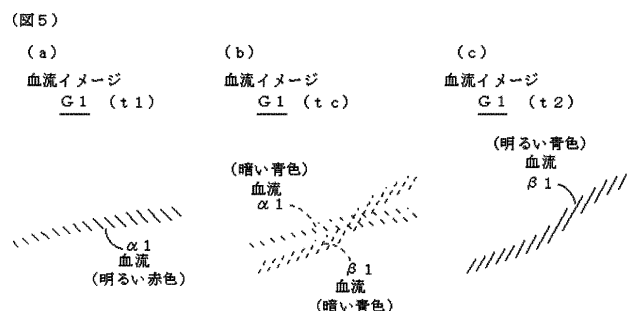 (図5)
(a)
血流イメージ
G1 (t1)
(明るい赤色)
血流
α1
(b)
血流イメージ
G1 (tc)
(暗い青色)
血流
α1
β1
血流
(暗い青色)
(c)
血流イメージ
G1 (t2)
(明るい青色)
血流
β1